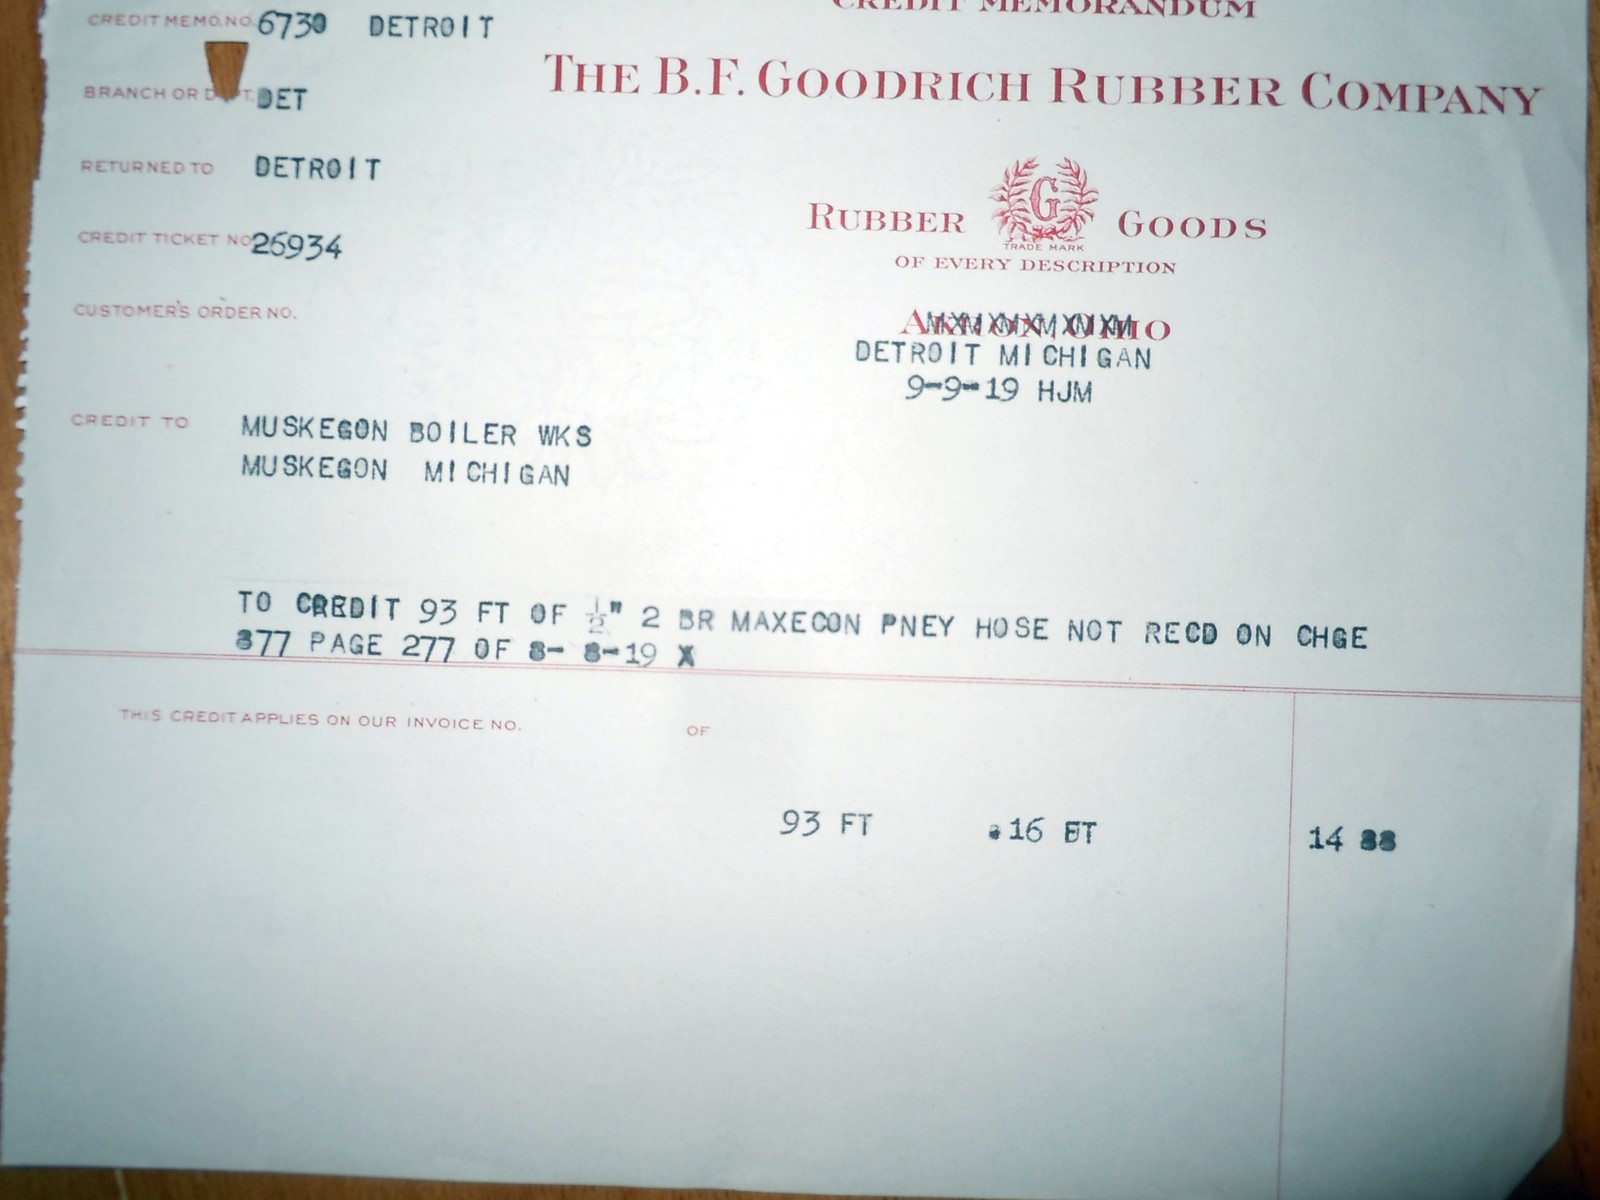 CREDIT MEMORANDUM
CREDIT MEMO. NO. 6730 DETROIT
THE B.F. GOODRICH RUBBER COMPANY
BRANCH OR DPT. DET
RETURNED TO DETROIT
RUBBER G GOODS
TRADE MARK
OF EVERY DESCRIPTION
CREDIT TICKET NO 26934
CUSTOMER'S ORDER NO.
AKRON, OHIO
DETROIT MICHIGAN
9-9-19 HJM
CREDIT TO MUSKEGON BOILER WKS
MUSKEGON MICHIGAN
TO CREDIT 93 FT OF ½" 2 BR MAXECON PNEY HOSE NOT RECD ON CHGE
877 PAGE 277 OF 8- 8-19 X
THIS CREDIT APPLIES ON OUR INVOICE NO. OF
93 FT .16 FT 14 88